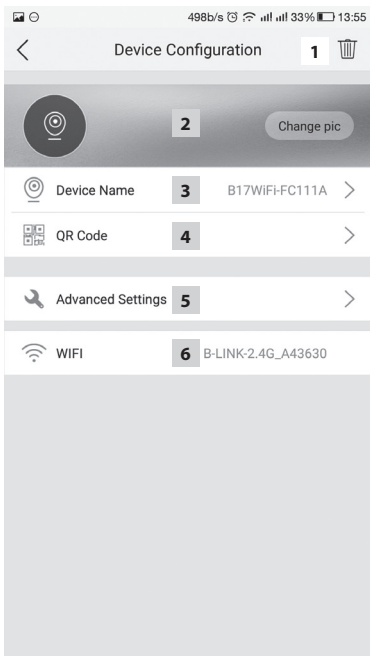 498b/s 33% 13:55
Device Configuration 1
2 Change pic
Device Name 3 B17WiFi-FC111A
QR Code 4
Advanced Settings 5
WIFI 6 B-LINK-2.4G_A43630